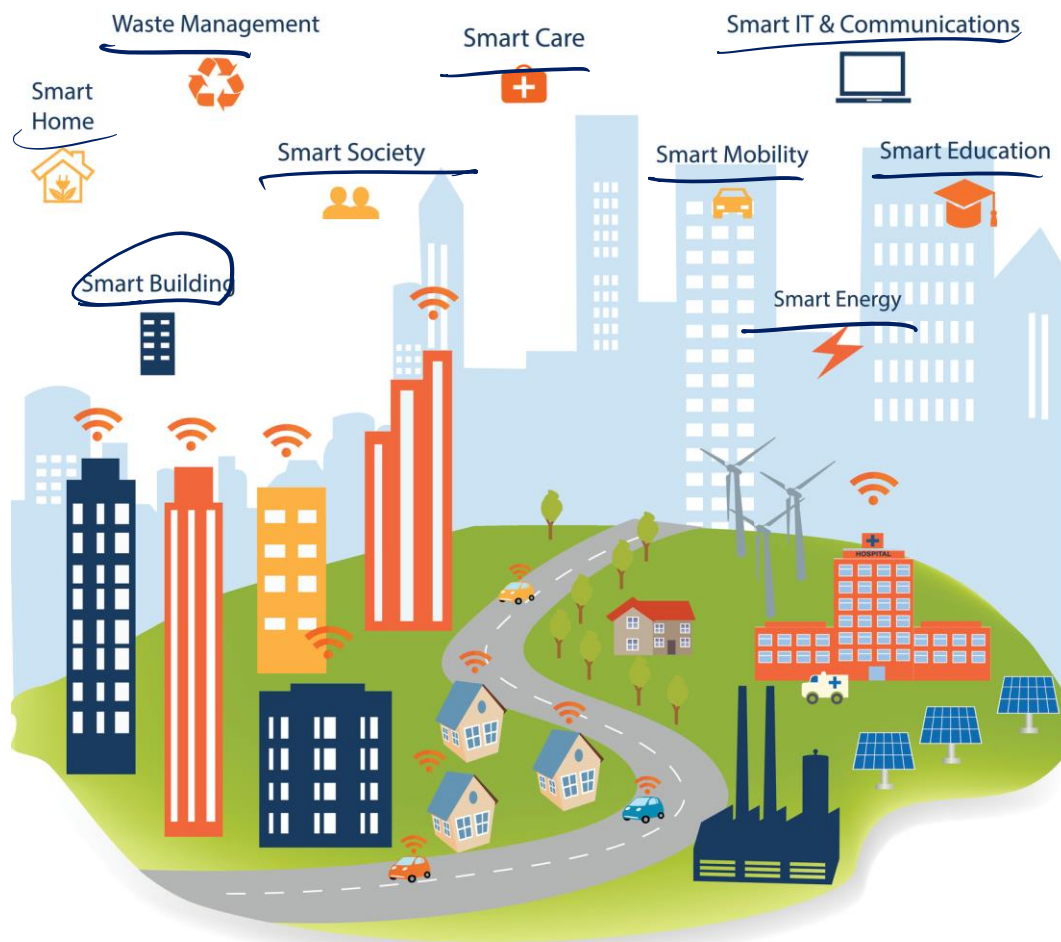 Waste Management
Smart Care
Smart IT & Communications
Smart
Home
Smart Society
Smart Mobility
Smart Education
Smart Building
Smart Energy
HOSPITAL